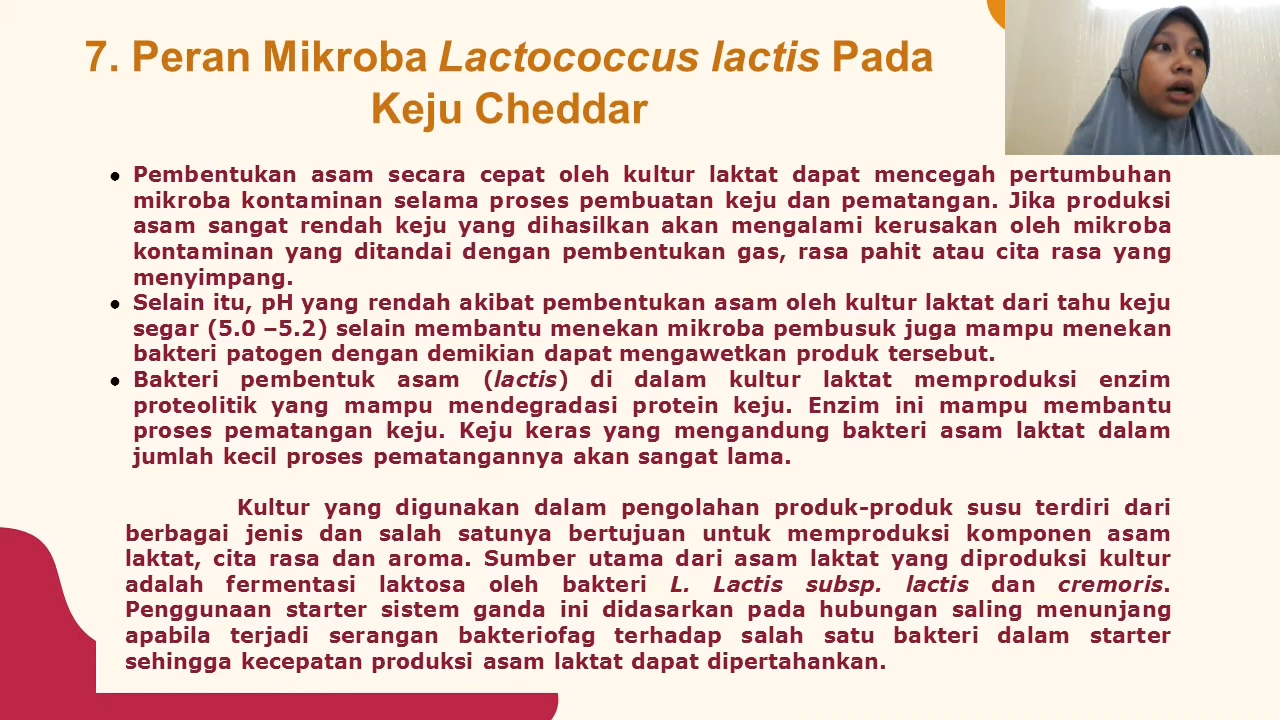 7. Peran Mikroba Lactococcus lactis Pada
Keju Cheddar
● Pembentukan asam secara cepat oleh kultur laktat dapat mencegah pertumbuhan
mikroba kontaminan selama proses pembuatan keju dan pematangan. Jika produksi
asam sangat rendah keju yang dihasilkan akan mengalami kerusakan oleh mikroba
kontaminan yang ditandai dengan pembentukan gas, rasa pahit atau cita rasa yang
menyimpang.
● Selain itu, pH yang rendah akibat pembentukan asam oleh kultur laktat dari tahu keju
segar (5.0 –5.2) selain membantu menekan mikroba pembusuk juga mampu menekan
bakteri patogen dengan demikian dapat mengawetkan produk tersebut.
● Bakteri pembentuk asam (lactis) di dalam kultur laktat memproduksi enzim
proteolitik yang mampu mendegradasi protein keju. Enzim ini mampu membantu
proses pematangan keju. Keju keras yang mengandung bakteri asam laktat dalam
jumlah kecil proses pematangannya akan sangat lama.
Kultur yang digunakan dalam pengolahan produk-produk susu terdiri dari
berbagai jenis dan salah satunya bertujuan untuk memproduksi komponen asam
laktat, cita rasa dan aroma. Sumber utama dari asam laktat yang diproduksi kultur
adalah fermentasi laktosa oleh bakteri L. Lactis subsp. lactis dan cremoris.
Penggunaan starter sistem ganda ini didasarkan pada hubungan saling menunjang
apabila terjadi serangan bakteriofag terhadap salah satu bakteri dalam starter
sehingga kecepatan produksi asam laktat dapat dipertahankan.